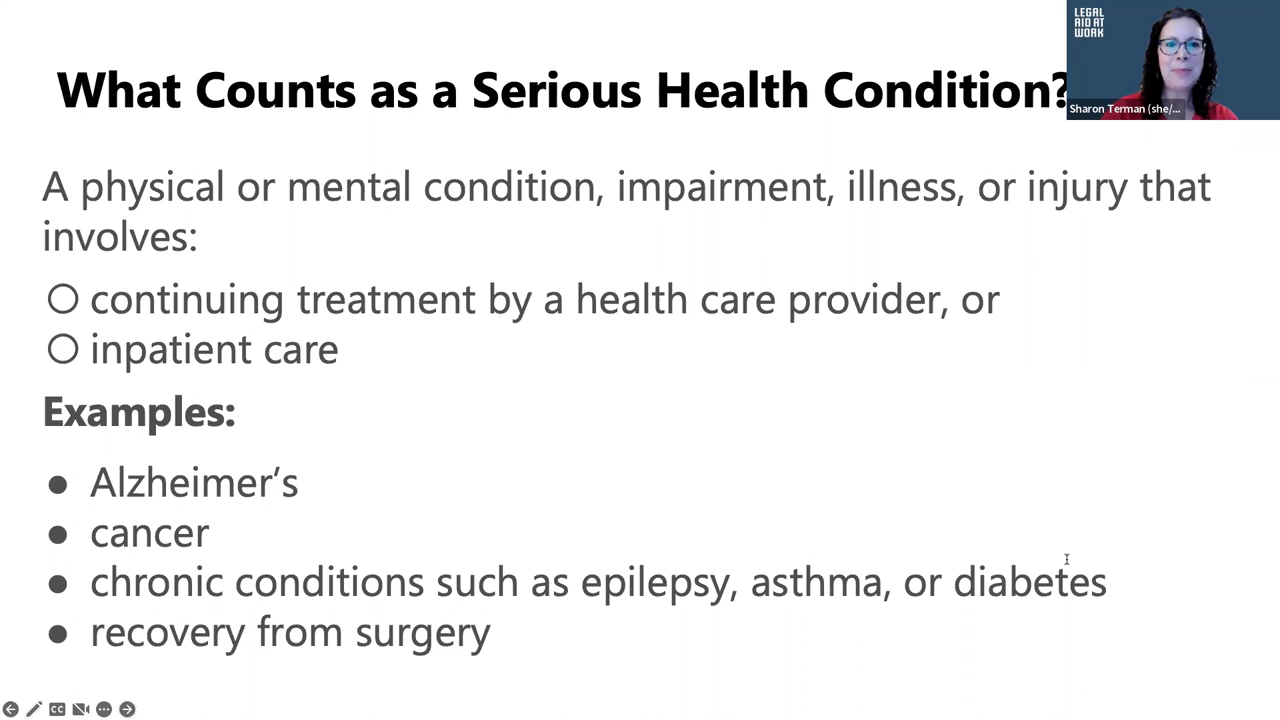 LEGAL
AID AT
WORK
What Counts as a Serious Health Condition?
Sharon Terman (she/...
A physical or mental condition, impairment, illness, or injury that
involves:
○ continuing treatment by a health care provider, or
○ inpatient care
Examples:
● Alzheimer’s
● cancer
● chronic conditions such as epilepsy, asthma, or diabetes
● recovery from surgery
CC